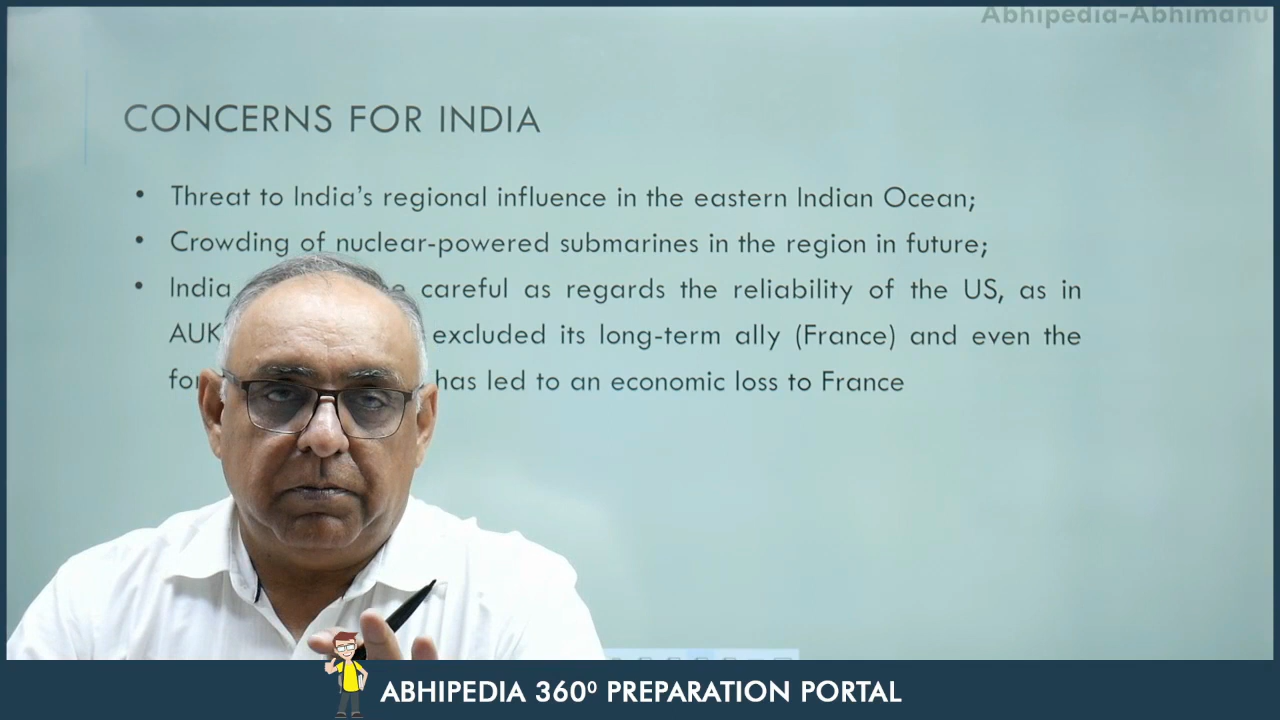 Abhipedia-Abhimanu
CONCERNS FOR INDIA
• Threat to India's regional influence in the eastern Indian Ocean;
• Crowding of nuclear-powered submarines in the region in future;
• India careful as regards the reliability of the US, as in
excluded its long-term ally (France) and even the
has led to an economic loss to France
ABHIPEDIA 360⁰ PREPARATION PORTAL